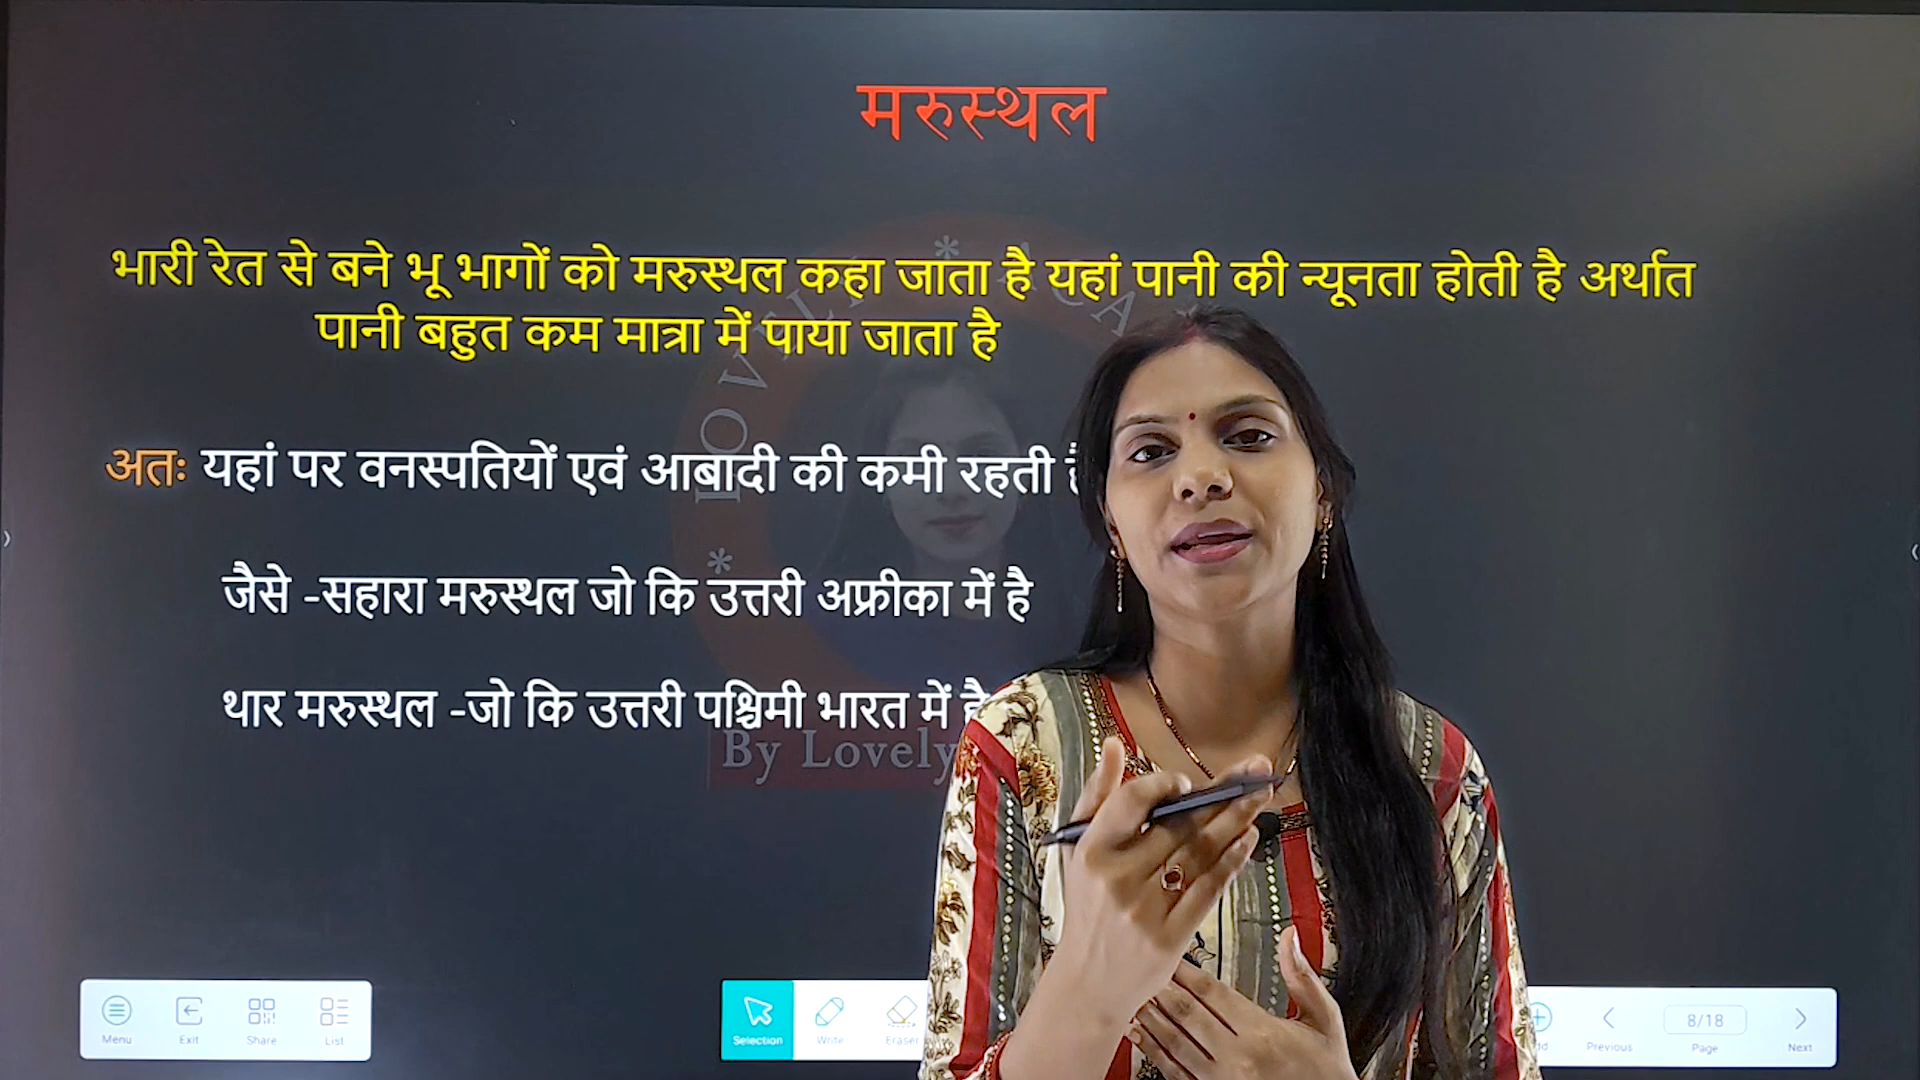 मरुस्थल
भारी रेत से बने भू भागों को मरुस्थल कहा जाता है यहां पानी की न्यूनता होती है अर्थात
पानी बहुत कम मात्रा में पाया जाता है
अतः यहां पर वनस्पतियों एवं आबादी की कमी रहती
जैसे -सहारा मरुस्थल जो कि उत्तरी अफ्रीका में है
थार मरुस्थल -जो कि उत्तरी पश्चिमी भारत में है
By Lovely
Menu Exit Share List
Selection Write Eraser
Previous 8/18 Page Next